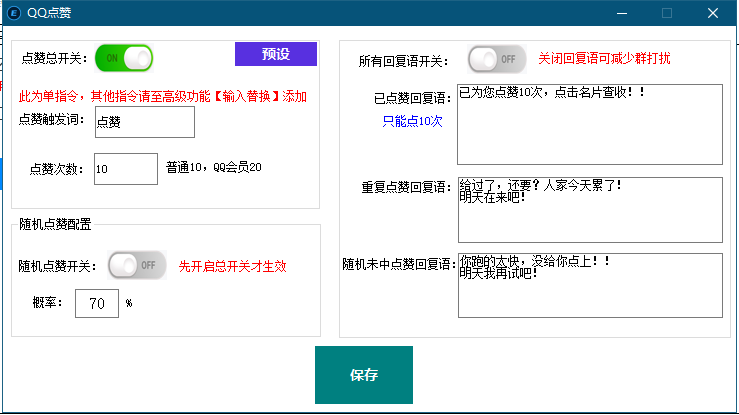 QQ点赞
点赞总开关：
ON
预设
此为单指令，其他指令请至高级功能【输入替换】添加
点赞触发词：
点赞
点赞次数：
10
普通10，QQ会员20
随机点赞配置
随机点赞开关：
OFF
先开启总开关才生效
概率：
70
%
所有回复语开关：
OFF
关闭回复语可减少群打扰
已点赞回复语：
已为您点赞10次，点击名片查收！！
只能点10次
重复点赞回复语：
给过了，还要？人家今天累了！
明天在来吧！
随机未中点赞回复语：
你跑的太快，没给你点上！！
明天我再试吧！
保存